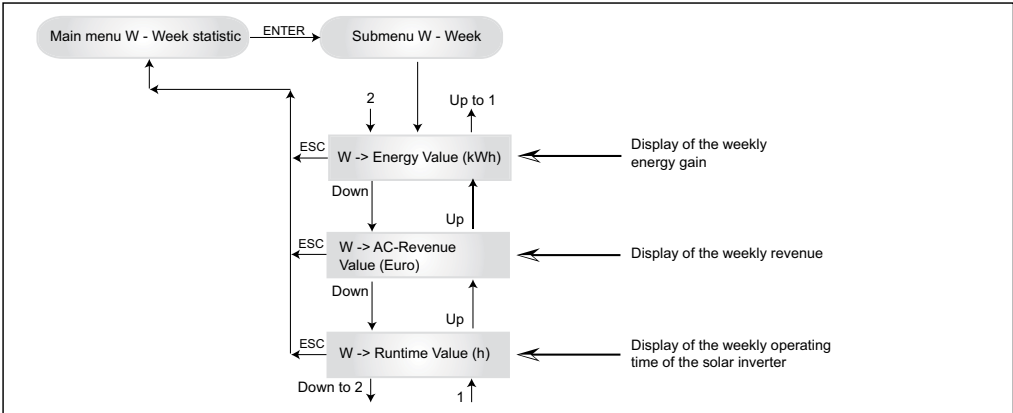 Main menu W - Week statistic
ENTER
Submenu W - Week
2
Up to 1
ESC
W -> Energy Value (kWh)
Display of the weekly
energy gain
Down
Up
ESC
W -> AC-Revenue
Value (Euro)
Display of the weekly revenue
Down
Up
ESC
W -> Runtime Value (h)
Display of the weekly operating
time of the solar inverter
Down to 2
1